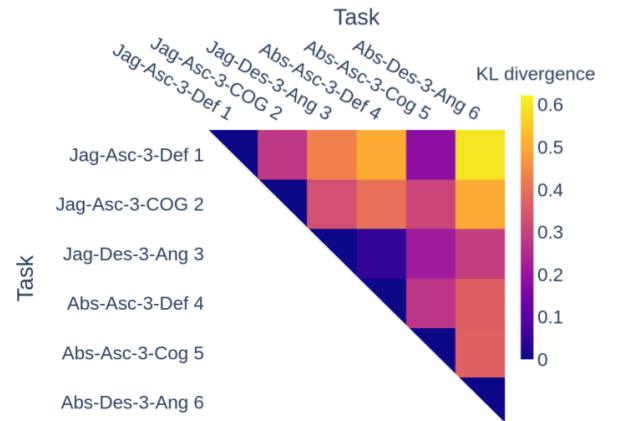 Task
Jag-Asc-3-Def 1
Jag-Asc-3-COG 2
Jag-Des-3-Ang 3
Abs-Asc-3-Def 4
Abs-Asc-3-Cog 5
Abs-Des-3-Ang 6
KL divergence
0.6
0.5
0.4
0.3
0.2
0.1
0
Task
Jag-Asc-3-Def 1
Jag-Asc-3-COG 2
Jag-Des-3-Ang 3
Abs-Asc-3-Def 4
Abs-Asc-3-Cog 5
Abs-Des-3-Ang 6